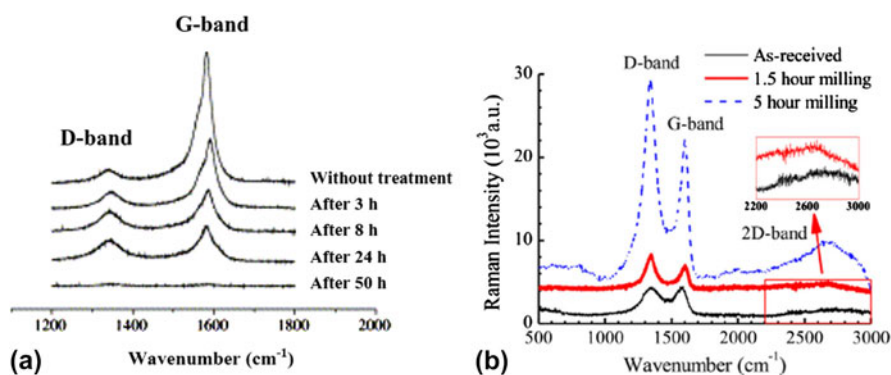 G-band
D-band
Without treatment
After 3 h
After 8 h
After 24 h
After 50 h
1200 1400 1600 1800 2000
Wavenumber (cm-1)
(a)
As-received
1.5 hour milling
5 hour milling
D-band
G-band
2D-band
2200 2600 3000
30
20
10
0
Raman Intensity (10³ a.u.)
500 1000 1500 2000 2500 3000
Wavenumber (cm⁻¹)
(b)